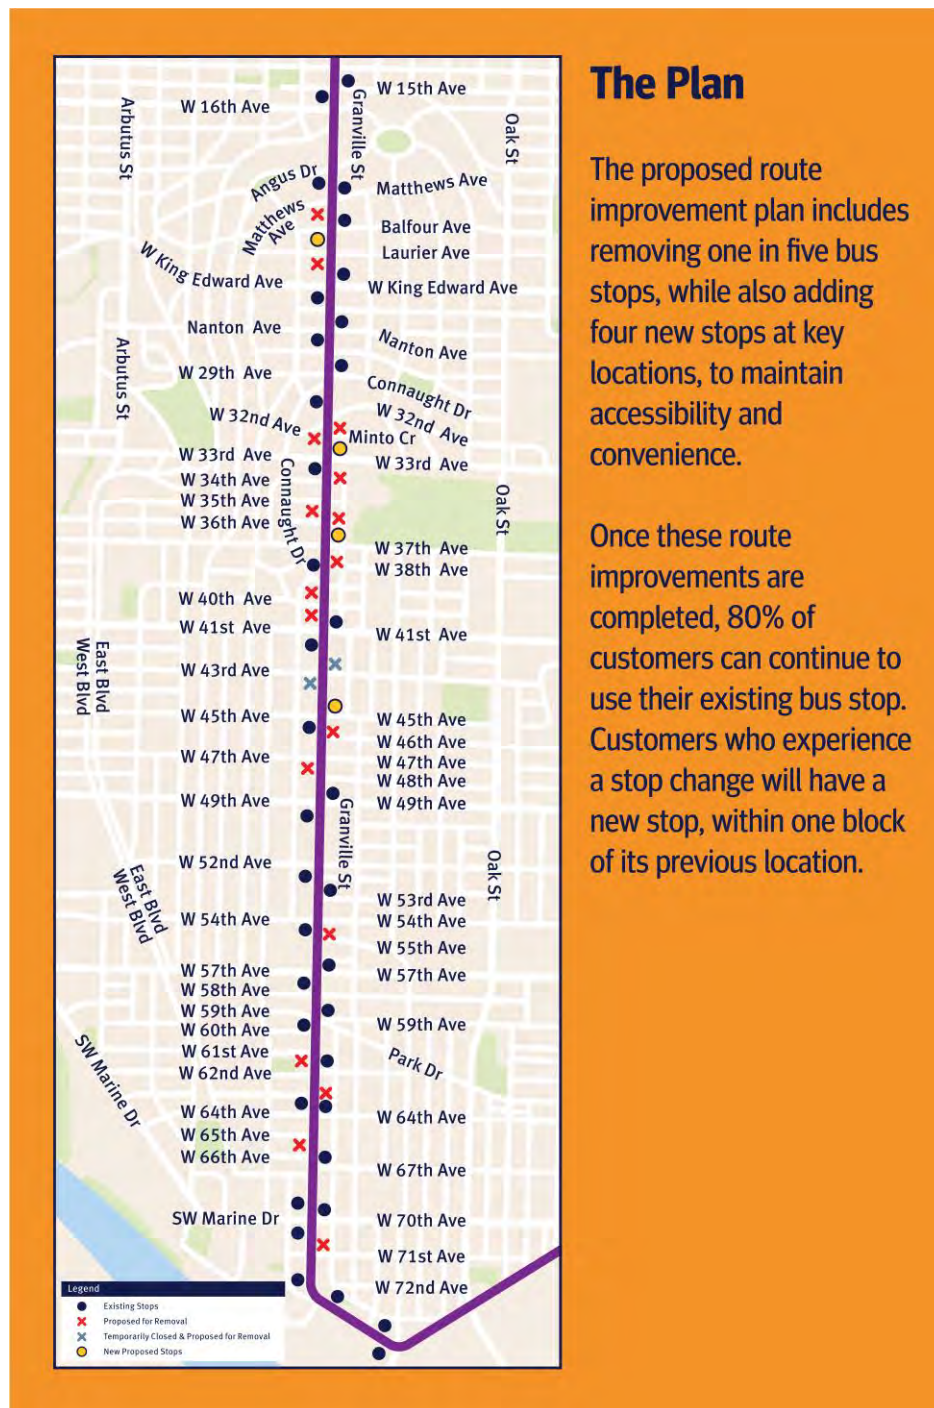 The Plan
The proposed route
improvement plan includes
removing one in five bus
stops, while also adding
four new stops at key
locations, to maintain
accessibility and
convenience.
Once these route
improvements are
completed, 80% of
customers can continue to
use their existing bus stop.
Customers who experience
a stop change will have a
new stop, within one block
of its previous location.
Arbutus St
Arbutus St
East Blvd
West Blvd
East Blvd
West Blvd
SW Marine Dr
W 16th Ave
Angus Dr
Matthews
Ave
W King Edward Ave
Nanton Ave
W 29th Ave
W 32nd Ave
W 33rd Ave
W 34th Ave
W 35th Ave
W 36th Ave
Connaught Dr
W 40th Ave
W 41st Ave
W 43rd Ave
W 45th Ave
W 47th Ave
W 49th Ave
W 52nd Ave
W 54th Ave
W 57th Ave
W 58th Ave
W 59th Ave
W 60th Ave
W 61st Ave
W 62nd Ave
W 64th Ave
W 65th Ave
W 66th Ave
SW Marine Dr
Granville St
Granville St
W 15th Ave
Matthews Ave
Balfour Ave
Laurier Ave
W King Edward Ave
Nanton Ave
Connaught Dr
W 32nd Ave
Minto Cr
W 33rd Ave
W 37th Ave
W 38th Ave
W 41st Ave
W 45th Ave
W 46th Ave
W 47th Ave
W 48th Ave
W 49th Ave
W 53rd Ave
W 54th Ave
W 55th Ave
W 57th Ave
W 59th Ave
Park Dr
W 64th Ave
W 67th Ave
W 70th Ave
W 71st Ave
W 72nd Ave
Oak St
Oak St
Oak St
Legend
Existing Stops
Proposed for Removal
Temporarily Closed & Proposed for Removal
New Proposed Stops